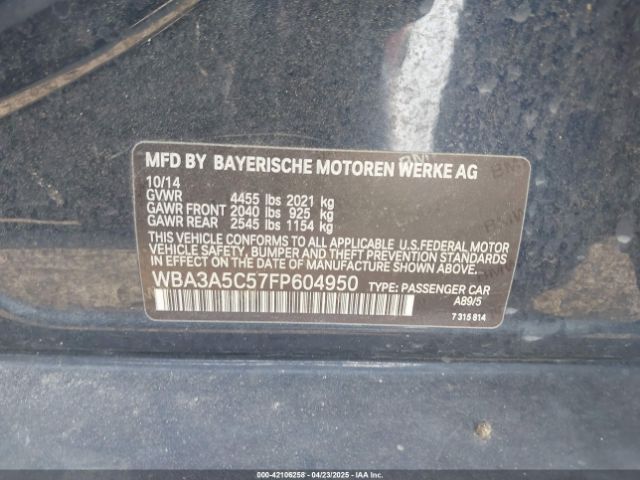 MFD BY BAYERISCHE MOTOREN WERKE AG
10/14
GVWR 4455 lbs 2021 kg
GAWR FRONT 2040 lbs 925 kg
GAWR REAR 2545 lbs 1154 kg
THIS VEHICLE CONFORMS TO ALL APPLICABLE U.S.FEDERAL MOTOR
VEHICLE SAFETY, BUMPER AND THEFT PREVENTION STANDARDS
IN EFFECT ON THE DATE OF MANUFACTURE SHOWN ABOVE.
WBA3A5C57FP604950 TYPE: PASSENGER CAR
A89/5
7 315 814
000-42106258 - 04/23/2025 - IAAI.COM